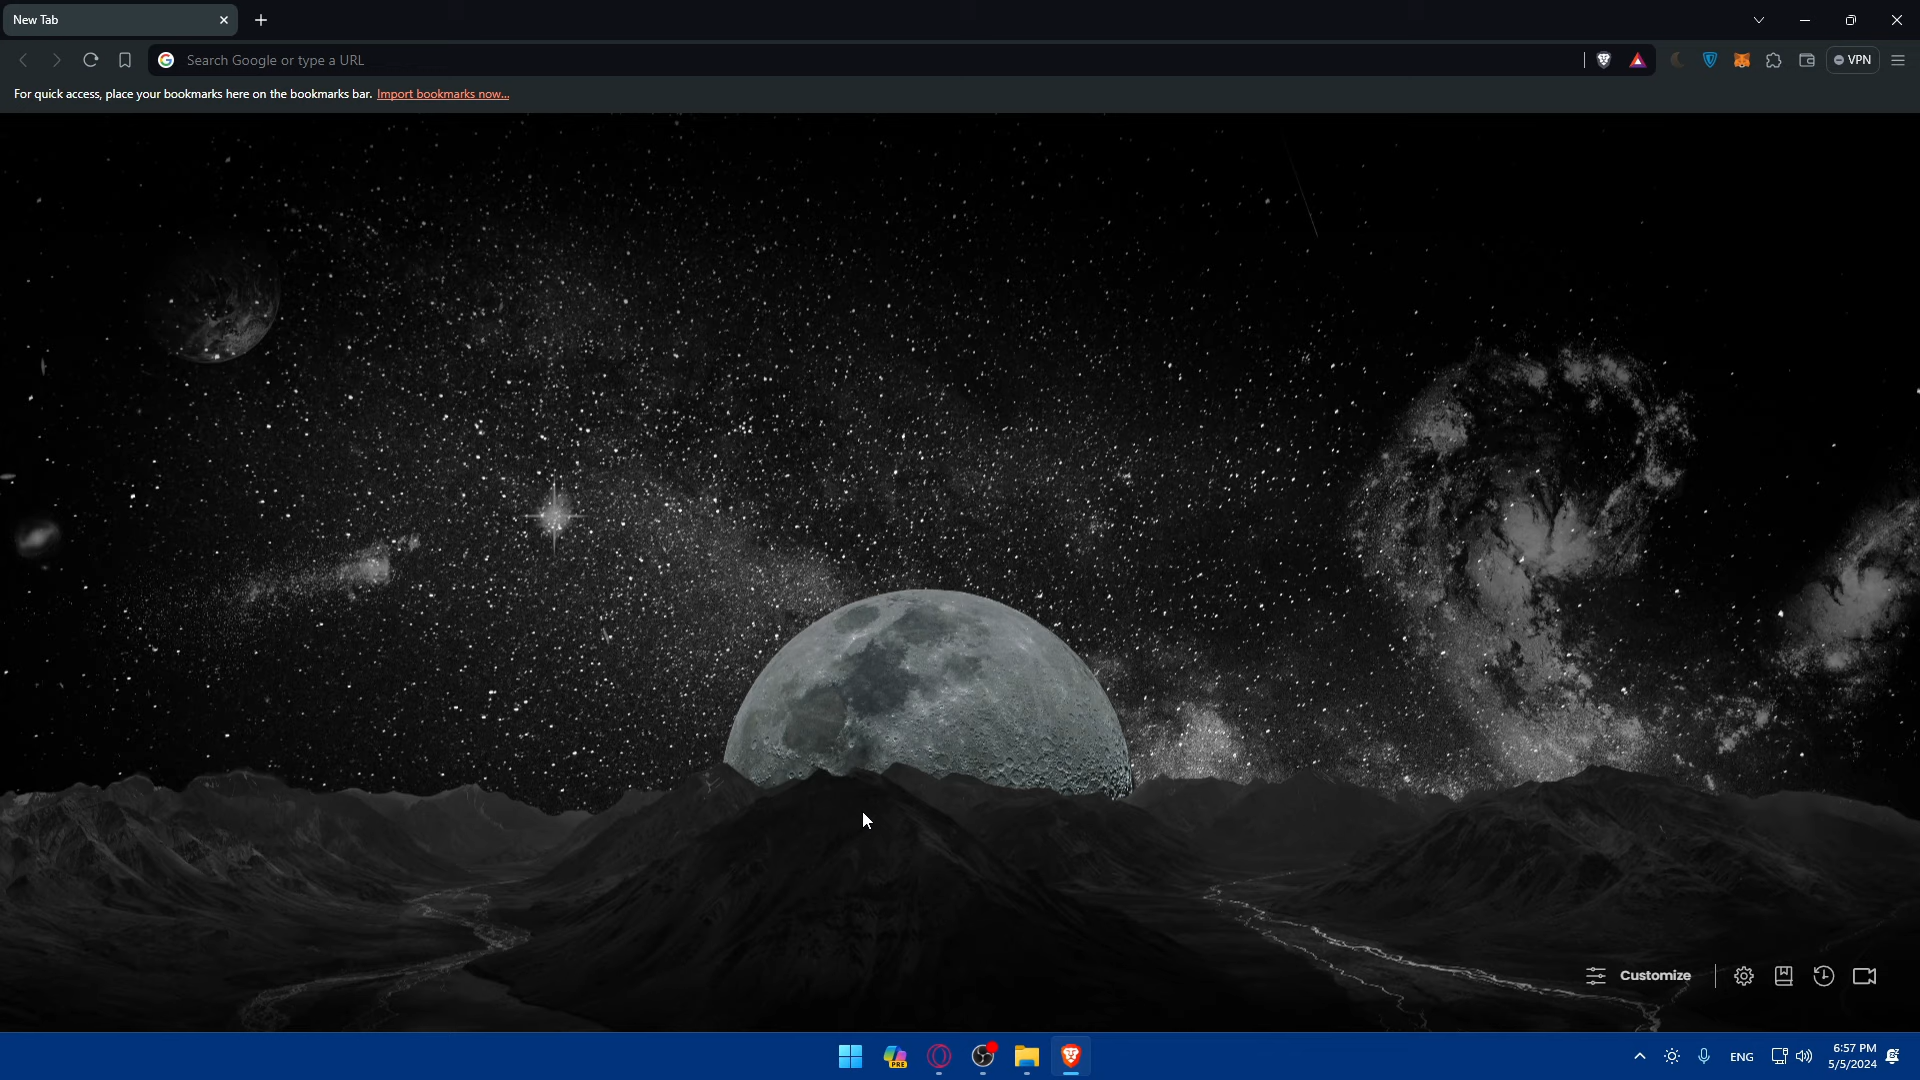 New Tab
Search Google or type a URL
VPN
For quick access, place your bookmarks here on the bookmarks bar. Import bookmarks now...
Customize
PRE
ENG
6:57 PM
5/5/2024